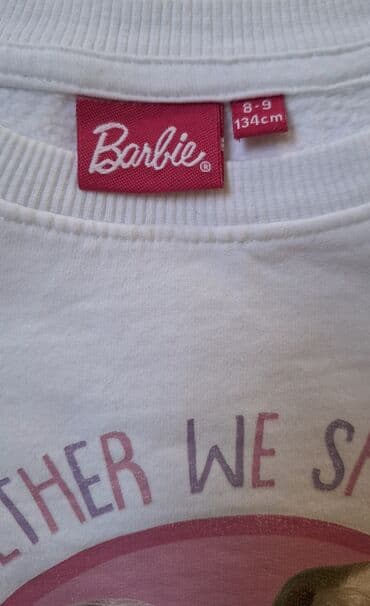 Barbie®
8-9
134cm
THER WE S